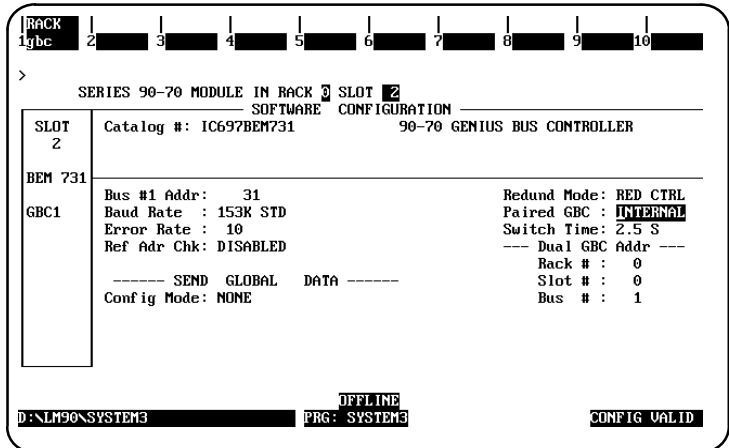 RACK
1gbc 2 3 4 5 6 7 8 9 10
>
SERIES 90-70 MODULE IN RACK 0 SLOT 2
SOFTWARE CONFIGURATION
SLOT Catalog #: IC697BEM731 90-70 GENIUS BUS CONTROLLER
2
BEM 731
Bus #1 Addr: 31 Redund Mode: RED CTRL
GBC1 Baud Rate : 153K STD Paired GBC : INTERNAL
Error Rate : 10 Switch Time: 2.5 S
Ref Adr Chk: DISABLED --- Dual GBC Addr ---
Rack # : 0
------ SEND GLOBAL DATA ------ Slot # : 0
Config Mode: NONE Bus # : 1
OFFLINE
D:\LM90\SYSTEM3 PRG: SYSTEM3 CONFIG VALID